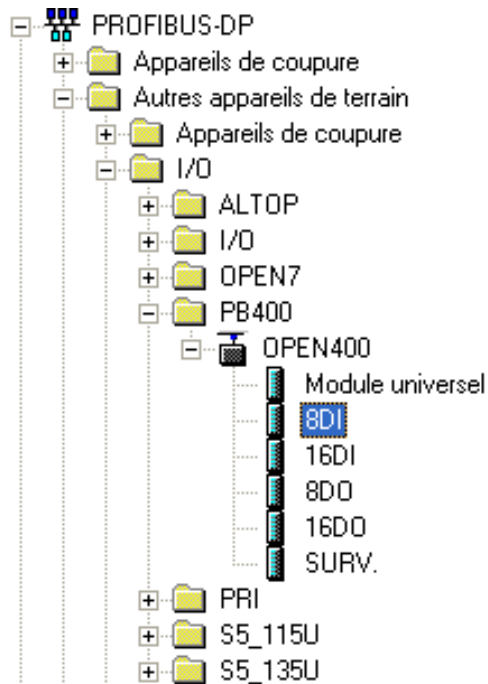 PROFIBUS-DP
Appareils de coupure
Autres appareils de terrain
Appareils de coupure
I/O
ALTOP
I/O
OPEN7
PB400
OPEN400
Module universel
8DI
16DI
8DO
16DO
SURV.
PRI
S5_115U
S5_135U